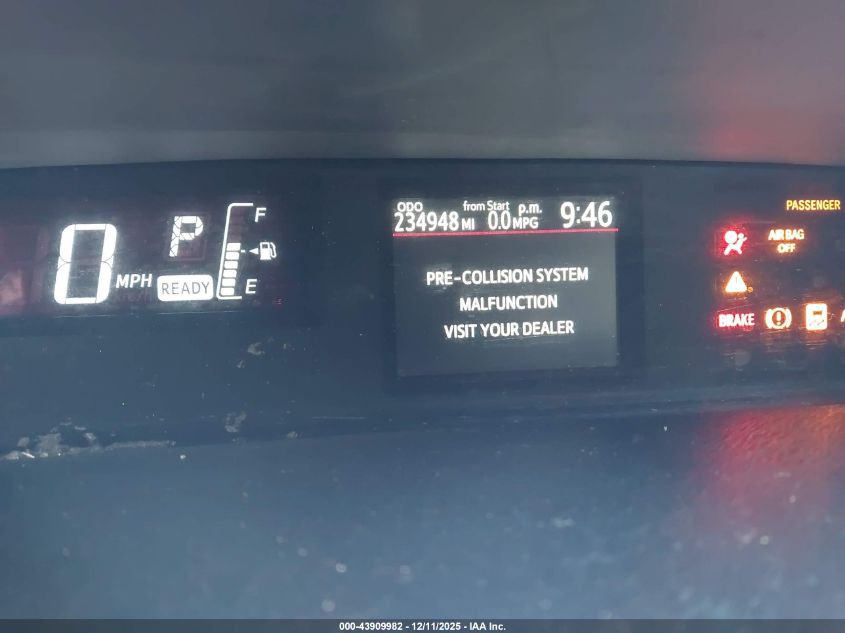 0 MPH
P
READY
F
E
ODO from Start p.m. 9:46
234948 MI 0.0 MPG
PRE-COLLISION SYSTEM
MALFUNCTION
VISIT YOUR DEALER
PASSENGER
AIR BAG
OFF
BRAKE
000-43909982 - 12/11/2025 - IAA Inc.